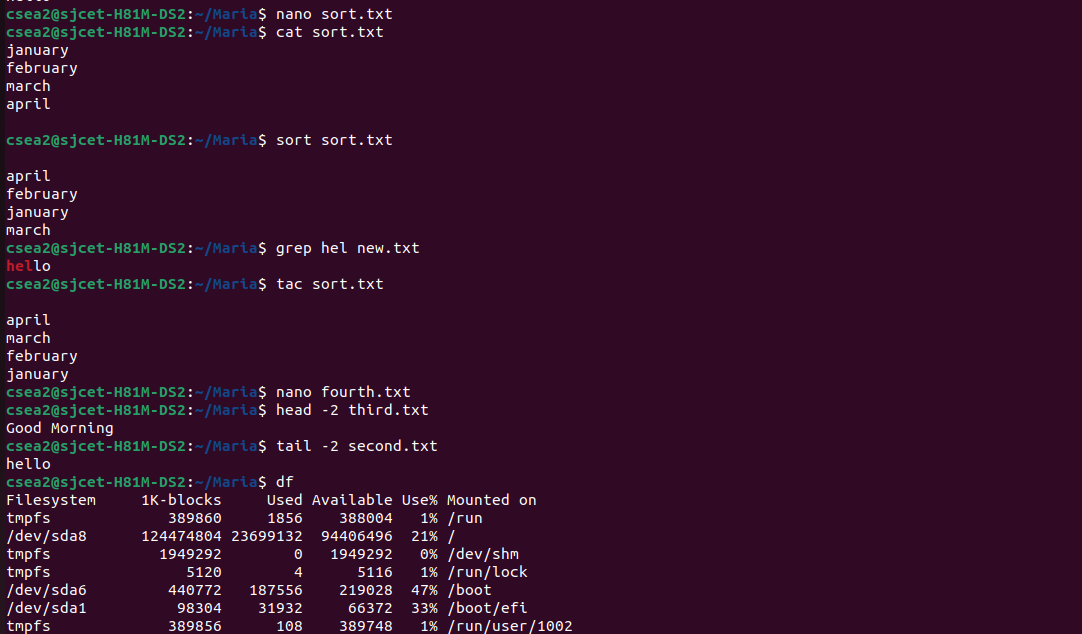 csea2@sjcet-H81M-DS2:~/Maria$ nano sort.txt
csea2@sjcet-H81M-DS2:~/Maria$ cat sort.txt
january
february
march
april

csea2@sjcet-H81M-DS2:~/Maria$ sort sort.txt

april
february
january
march
csea2@sjcet-H81M-DS2:~/Maria$ grep hel new.txt
hello
csea2@sjcet-H81M-DS2:~/Maria$ tac sort.txt

april
march
february
january
csea2@sjcet-H81M-DS2:~/Maria$ nano fourth.txt
csea2@sjcet-H81M-DS2:~/Maria$ head -2 third.txt
Good Morning
csea2@sjcet-H81M-DS2:~/Maria$ tail -2 second.txt
hello
csea2@sjcet-H81M-DS2:~/Maria$ df
Filesystem     1K-blocks     Used Available Use% Mounted on
tmpfs             389860     1856    388004   1% /run
/dev/sda8      124474804 23699132  94406496  21% /
tmpfs            1949292        0   1949292   0% /dev/shm
tmpfs               5120        4      5116   1% /run/lock
/dev/sda6         440772   187556    219028  47% /boot
/dev/sda1          98304    31932     66372  33% /boot/efi
tmpfs             389856      108    389748   1% /run/user/1002